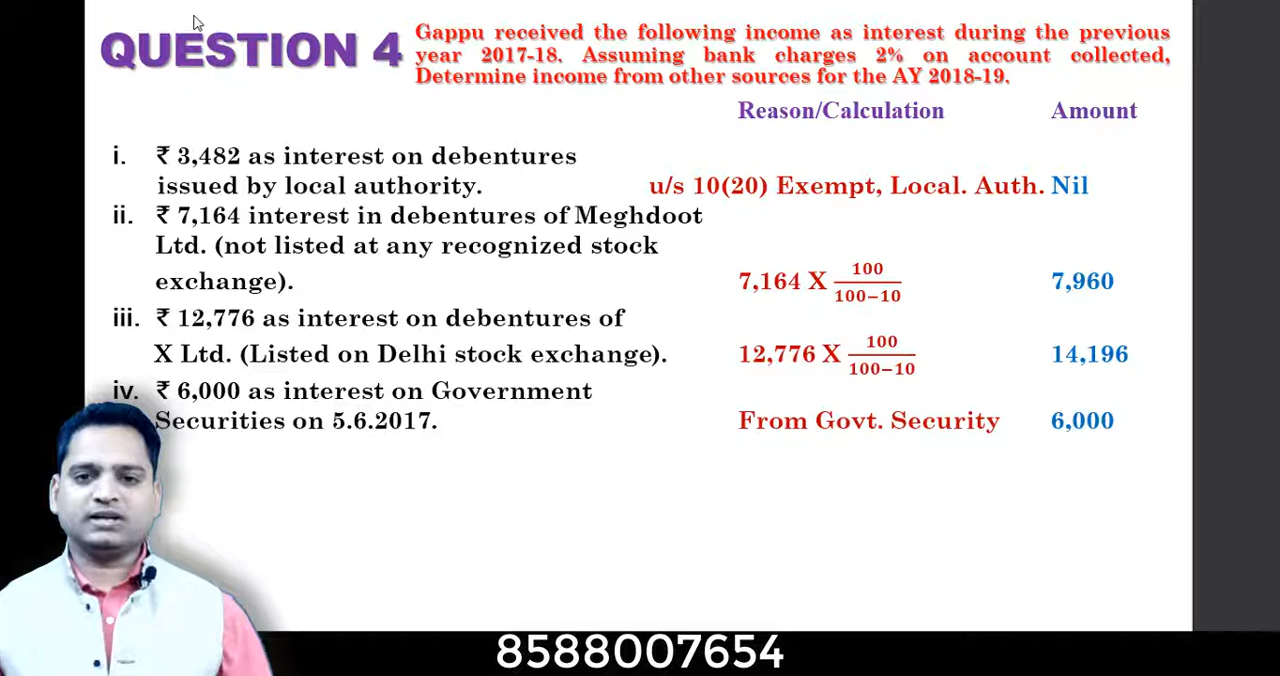 QUESTION 4
Gappu received the following income as interest during the previous
year 2017-18. Assuming bank charges 2% on account collected,
Determine income from other sources for the AY 2018-19.
Reason/Calculation Amount
i. ₹ 3,482 as interest on debentures
issued by local authority. u/s 10(20) Exempt, Local. Auth. Nil
ii. ₹ 7,164 interest in debentures of Meghdoot
Ltd. (not listed at any recognized stock
exchange). 7,164 X 100/100−10 7,960
iii. ₹ 12,776 as interest on debentures of
X Ltd. (Listed on Delhi stock exchange). 12,776 X 100/100−10 14,196
iv. ₹ 6,000 as interest on Government
Securities on 5.6.2017. From Govt. Security 6,000
8588007654